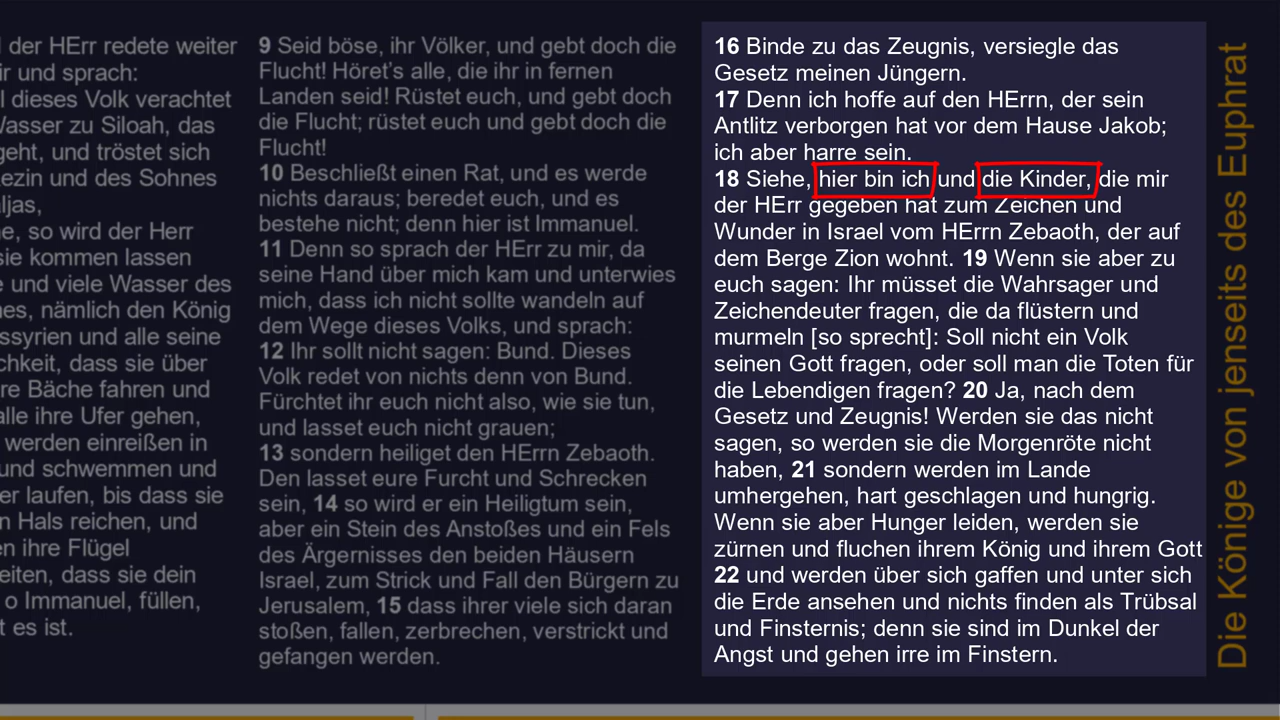 der HErr redete weiter
ir und sprach:
l dieses Volk verachtet
Wasser zu Siloah, das
geht, und tröstet sich
Rezin und des Sohnes
ljas,
he, so wird der Herr
sie kommen lassen
e und viele Wasser des
mes, nämlich den König
ssyrien und alle seine
ichkeit, dass sie über
hre Bäche fahren und
alle ihre Ufer gehen,
werden einreißen in
und schwemmen und
er laufen, bis dass sie
n Hals reichen, und
en ihre Flügel
eiten, dass sie dein
o Immanuel, füllen,
t es ist.
9 Seid böse, ihr Völker, und gebt doch die
Flucht! Höret's alle, die ihr in fernen
Landen seid! Rüstet euch, und gebt doch
die Flucht; rüstet euch und gebt doch die
Flucht!
10 Beschließt einen Rat, und es werde
nichts daraus; beredet euch, und es
bestehe nicht; denn hier ist Immanuel.
11 Denn so sprach der HErr zu mir, da
seine Hand über mich kam und unterwies
mich, dass ich nicht sollte wandeln auf
dem Wege dieses Volks, und sprach:
12 Ihr sollt nicht sagen: Bund. Dieses
Volk redet von nichts denn von Bund.
Fürchtet ihr euch nicht also, wie sie tun,
und lasset euch nicht grauen;
13 sondern heiliget den HErrn Zebaoth.
Den lasset eure Furcht und Schrecken
sein, 14 so wird er ein Heiligtum sein,
aber ein Stein des Anstoßes und ein Fels
des Ärgernisses den beiden Häusern
Israel, zum Strick und Fall den Bürgern zu
Jerusalem, 15 dass ihrer viele sich daran
stoßen, fallen, zerbrechen, verstrickt und
gefangen werden.
16 Binde zu das Zeugnis, versiegle das
Gesetz meinen Jüngern.
17 Denn ich hoffe auf den HErrn, der sein
Antlitz verborgen hat vor dem Hause Jakob;
ich aber harre sein.
18 Siehe, hier bin ich und die Kinder, die mir
der HErr gegeben hat zum Zeichen und
Wunder in Israel vom HErrn Zebaoth, der auf
dem Berge Zion wohnt. 19 Wenn sie aber zu
euch sagen: Ihr müsset die Wahrsager und
Zeichendeuter fragen, die da flüstern und
murmeln [so sprecht]: Soll nicht ein Volk
seinen Gott fragen, oder soll man die Toten für
die Lebendigen fragen? 20 Ja, nach dem
Gesetz und Zeugnis! Werden sie das nicht
sagen, so werden sie die Morgenröte nicht
haben, 21 sondern werden im Lande
umhergehen, hart geschlagen und hungrig.
Wenn sie aber Hunger leiden, werden sie
zürnen und fluchen ihrem König und ihrem Gott
22 und werden über sich gaffen und unter sich
die Erde ansehen und nichts finden als Trübsal
und Finsternis; denn sie sind im Dunkel der
Angst und gehen irre im Finstern.
Die Könige von jenseits des Euphrat